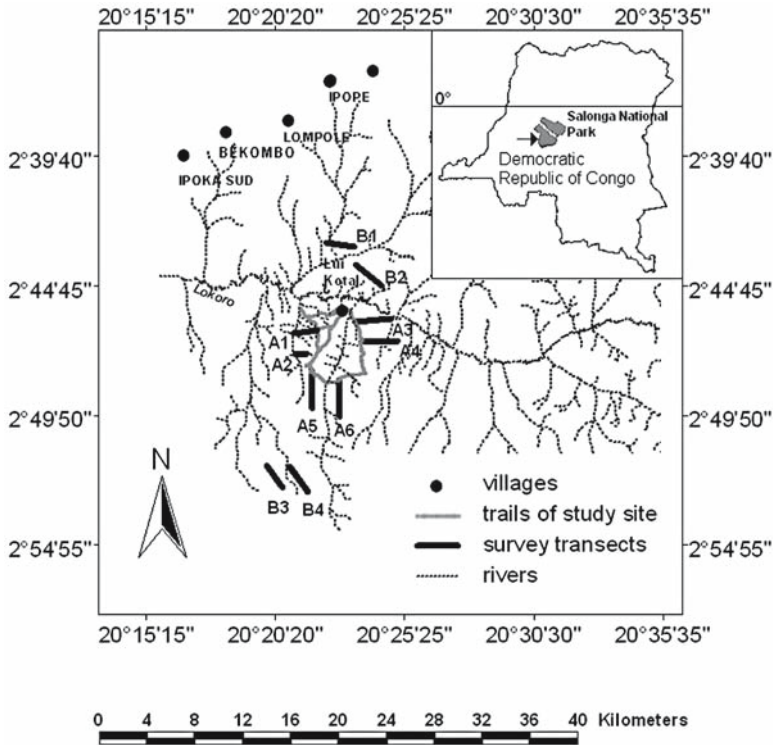 20°15'15" 20°20'20" 20°25'25" 20°30'30" 20°35'35"
0°
Salonga National
Park
Democratic
Republic of Congo
IPOPE
LOMPOLE
BEKOMBO
IPOKA SUD
2°39'40" 2°39'40"
B1
Lui
Kotal
B2
2°44'45" 2°44'45"
Lokoro
A1
A3
A2
A4
2°49'50" 2°49'50"
A5
A6
N
B3
B4
villages
trails of study site
survey transects
rivers
2°54'55" 2°54'55"
20°15'15" 20°20'20" 20°25'25" 20°30'30" 20°35'35"
0 4 8 12 16 20 24 28 32 36 40 Kilometers